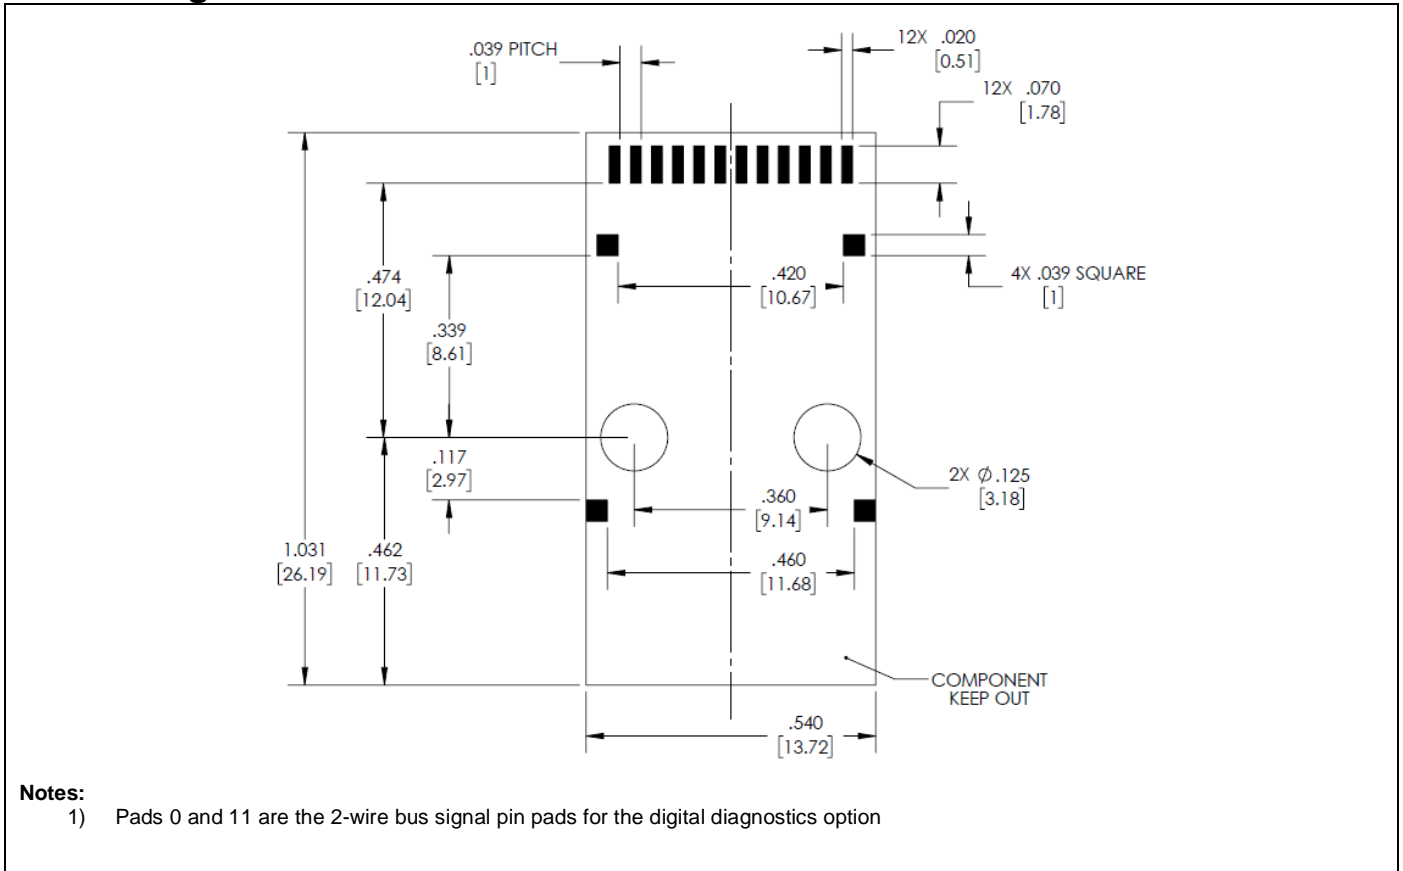 .039 PITCH
[1]
12X .020
[0.51]
12X .070
[1.78]
.474
[12.04]
.420
[10.67]
4X .039 SQUARE
[1]
.339
[8.61]
.117
[2.97]
2X ∅.125
[3.18]
.360
[9.14]
1.031
[26.19]
.462
[11.73]
.460
[11.68]
COMPONENT
KEEP OUT
.540
[13.72]
Notes:
1) Pads 0 and 11 are the 2-wire bus signal pin pads for the digital diagnostics option